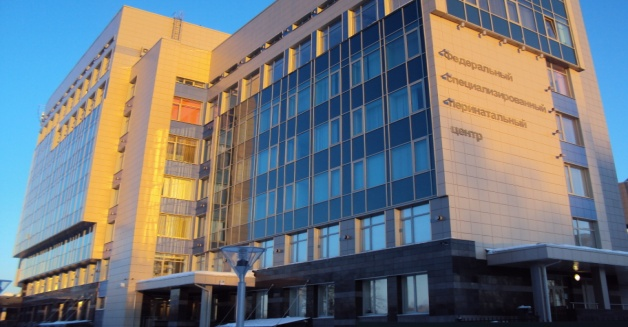 Федеральный
специализированный
перинатальный
центр